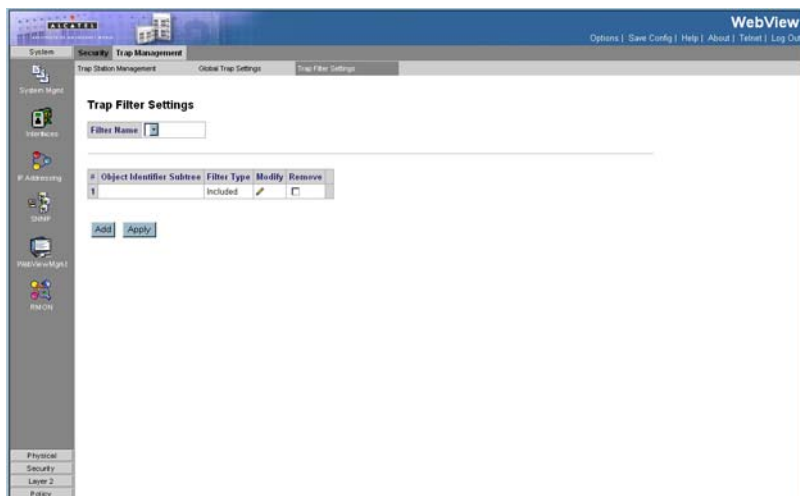 ALCATEL
WebView
Options | Save Config | Help | About | Telnet | Log Out
System
Security Trap Management
Trap Station Management Global Trap Settings Trap Filter Settings
System Mgmt
Interfaces
IP Addressing
SNMP
WebView Mgmt
RMON
Trap Filter Settings
Filter Name
# Object Identifier Subtree Filter Type Modify Remove
1 Included
Add Apply
Physical
Security
Layer 2
Policy